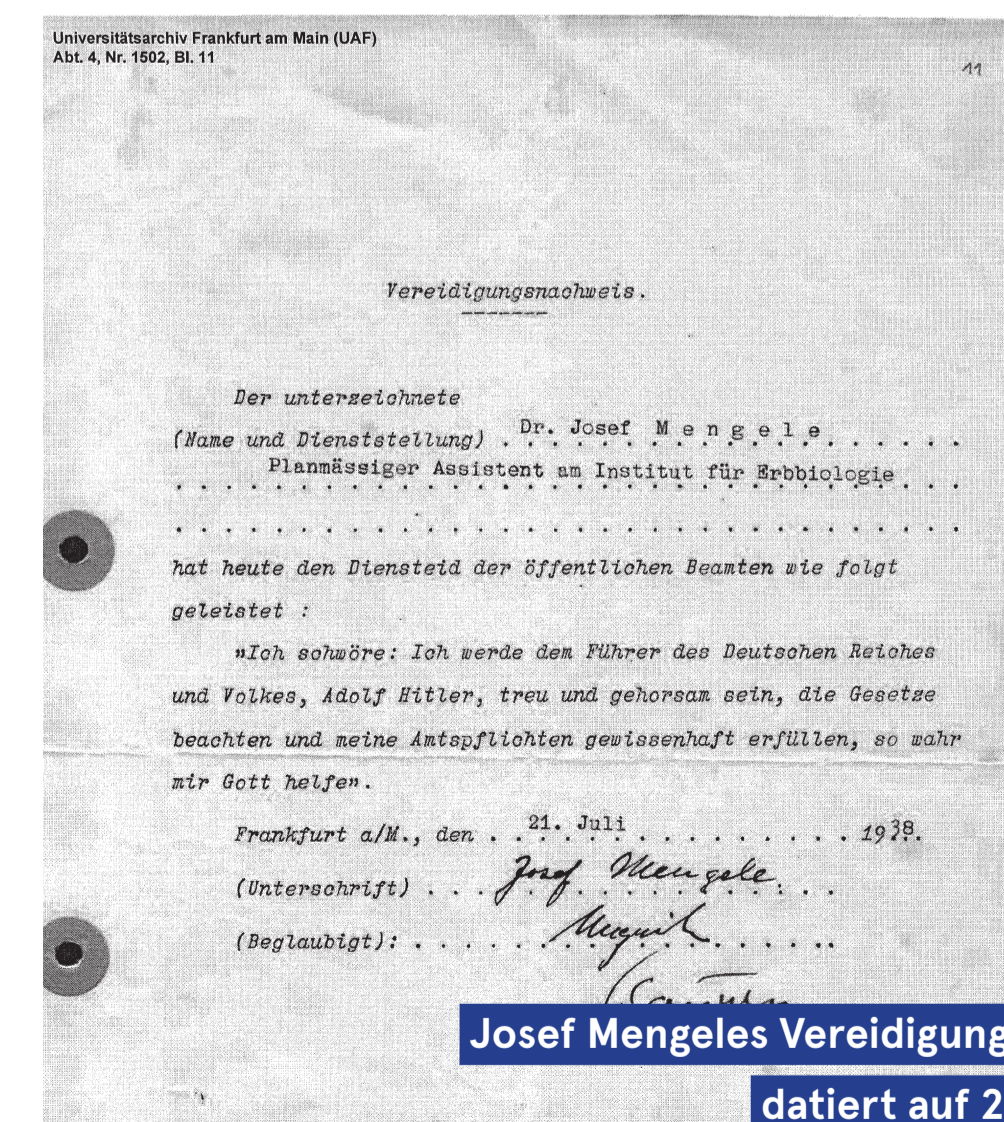 Universitätsarchiv Frankfurt am Main (UAF)
Abt. 4, Nr. 1502, Bl. 11
11
Vereidigungsnachweis.
Der unterzeichnete
(Name und Dienststellung) . Dr. Josef M e n g e l e
Planmässiger Assistent am Institut für Erbbiologie
hat heute den Diensteid der öffentlichen Beamten wie folgt
geleistet :
"Ich schwöre: Ich werde dem Führer des Deutschen Reiches
und Volkes, Adolf Hitler, treu und gehorsam sein, die Gesetze
beachten und meine Amtspflichten gewissenhaft erfüllen, so wahr
mir Gott helfe".
Frankfurt a/M., den . 21. Juli . 1938.
(Unterschrift) . . . Josef Mengele
(Beglaubigt): . . . .
Josef Mengeles Vereidigung
datiert auf 2